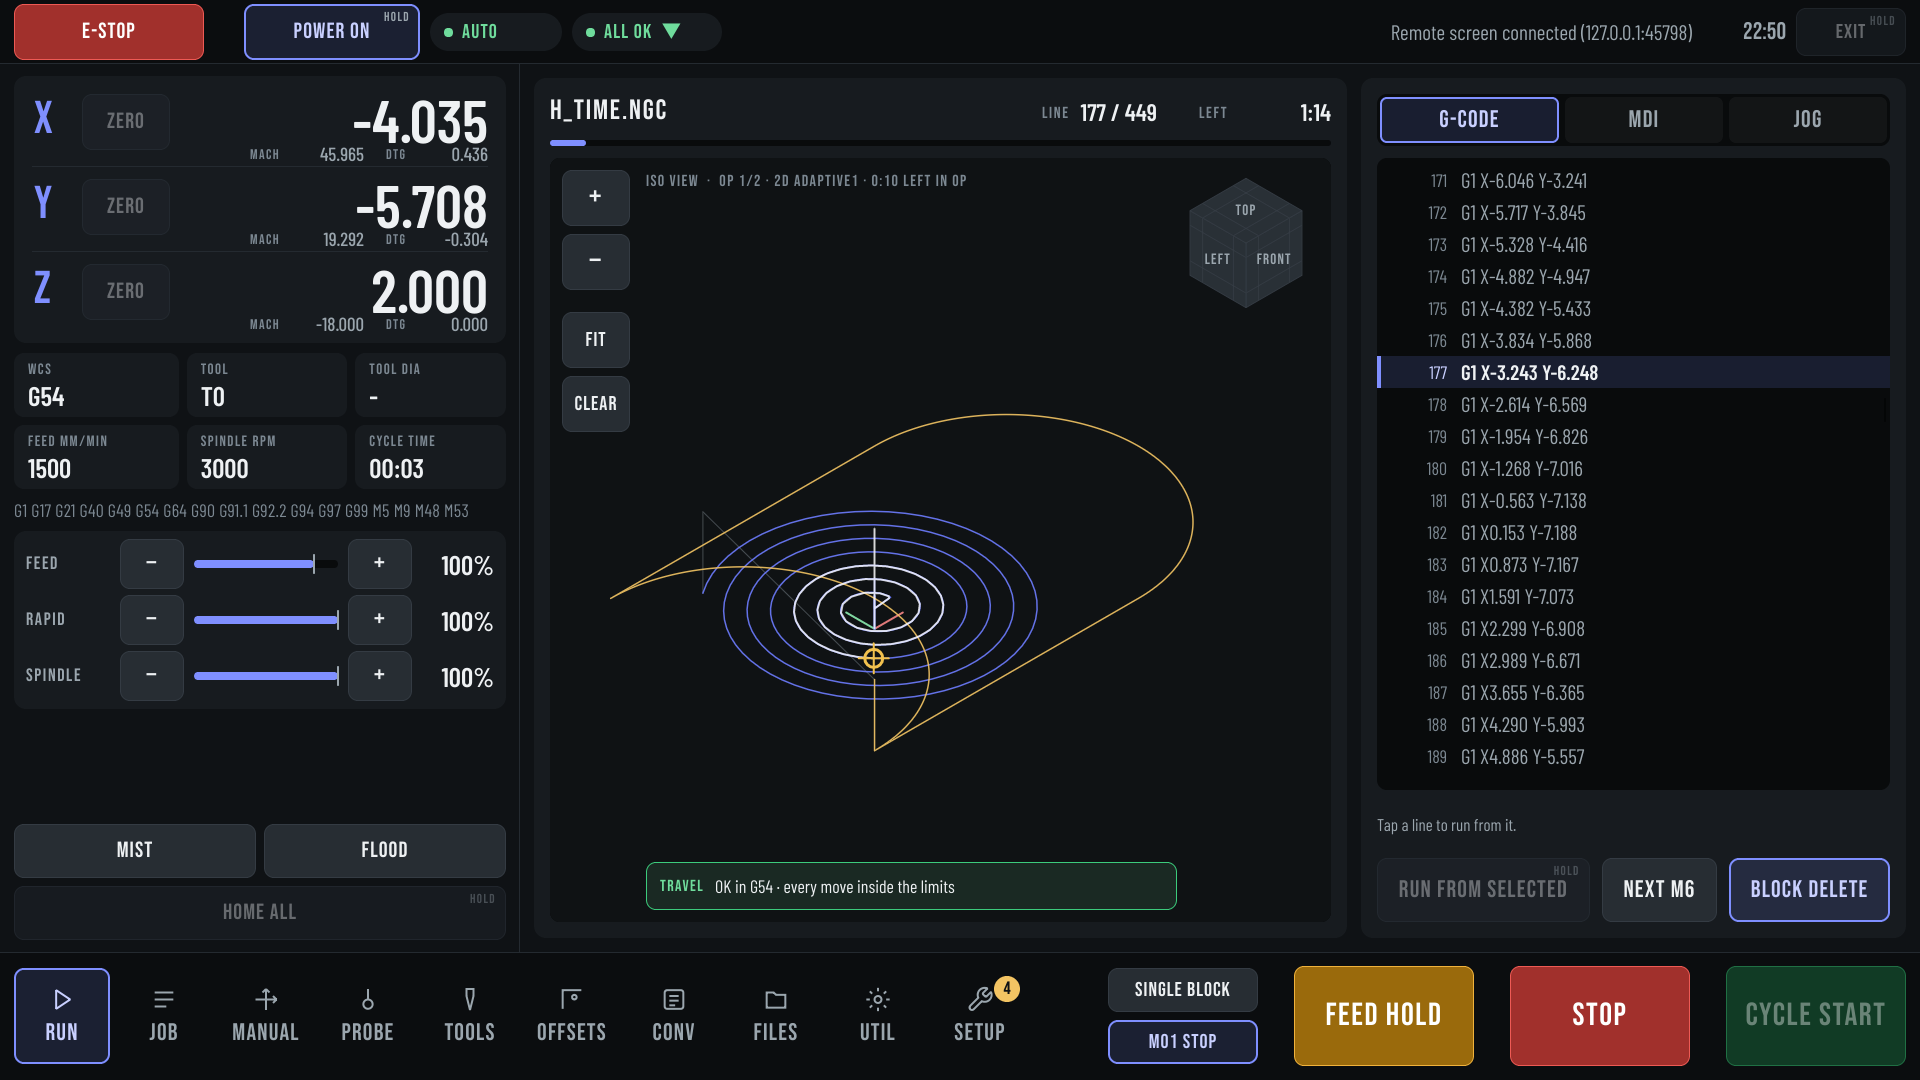 E-STOP
POWER ON
HOLD
AUTO
ALL OK
Remote screen connected (127.0.0.1:45798)
22:50
EXIT
HOLD
X
ZERO
-4.035
MACH 45.965 DTG 0.436
Y
ZERO
-5.708
MACH 19.292 DTG -0.304
Z
ZERO
2.000
MACH -18.000 DTG 0.000
WCS
G54
TOOL
T0
TOOL DIA
-
FEED MM/MIN
1500
SPINDLE RPM
3000
CYCLE TIME
00:03
G1 G17 G21 G40 G49 G54 G64 G90 G91.1 G92.2 G94 G97 G99 M5 M9 M48 M53
FEED − + 100%
RAPID − + 100%
SPINDLE − + 100%
MIST
FLOOD
HOME ALL
HOLD
H_TIME.NGC
LINE 177 / 449
LEFT 1:14
+
−
FIT
CLEAR
ISO VIEW · OP 1/2 · 2D ADAPTIVE1 · 0:10 LEFT IN OP
TOP
LEFT
FRONT
TRAVEL OK in G54 · every move inside the limits
G-CODE
MDI
JOG
171 G1 X-6.046 Y-3.241
172 G1 X-5.717 Y-3.845
173 G1 X-5.328 Y-4.416
174 G1 X-4.882 Y-4.947
175 G1 X-4.382 Y-5.433
176 G1 X-3.834 Y-5.868
177 G1 X-3.243 Y-6.248
178 G1 X-2.614 Y-6.569
179 G1 X-1.954 Y-6.826
180 G1 X-1.268 Y-7.016
181 G1 X-0.563 Y-7.138
182 G1 X0.153 Y-7.188
183 G1 X0.873 Y-7.167
184 G1 X1.591 Y-7.073
185 G1 X2.299 Y-6.908
186 G1 X2.989 Y-6.671
187 G1 X3.655 Y-6.365
188 G1 X4.290 Y-5.993
189 G1 X4.886 Y-5.557
Tap a line to run from it.
RUN FROM SELECTED
HOLD
NEXT M6
BLOCK DELETE
RUN
JOB
MANUAL
PROBE
TOOLS
OFFSETS
CONV
FILES
UTIL
SETUP
4
SINGLE BLOCK
M01 STOP
FEED HOLD
STOP
CYCLE START